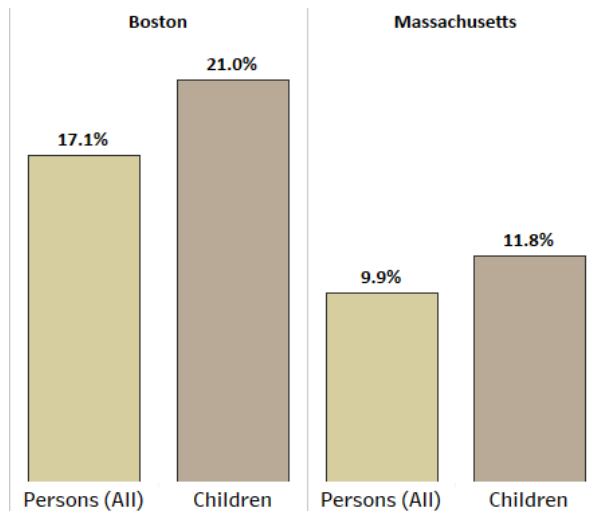 Boston
Massachusetts
21.0%
17.1%
11.8%
9.9%
Persons (All)
Children
Persons (All)
Children